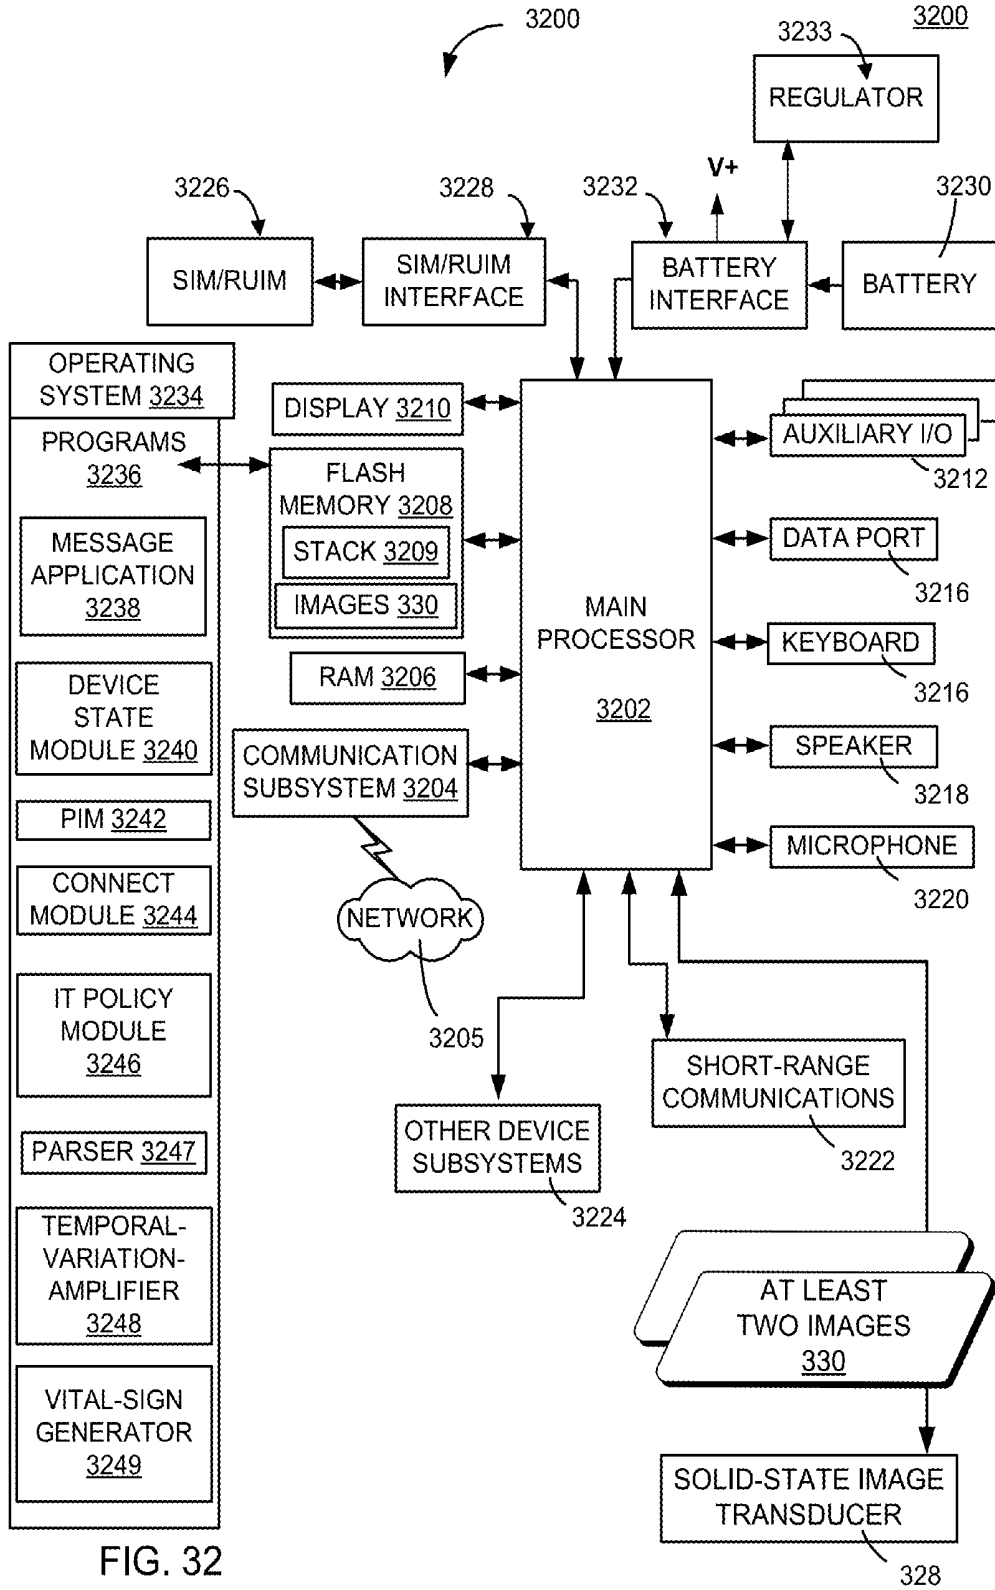 3200
3200
3233
REGULATOR
V+
3226
3228
3232
3230
SIM/RUIM
SIM/RUIM
INTERFACE
BATTERY
INTERFACE
BATTERY
OPERATING
SYSTEM 3234
PROGRAMS
3236
MESSAGE
APPLICATION
3238
DEVICE
STATE
MODULE 3240
PIM 3242
CONNECT
MODULE 3244
IT POLICY
MODULE
3246
PARSER 3247
TEMPORAL-
VARIATION-
AMPLIFIER
3248
VITAL-SIGN
GENERATOR
3249
DISPLAY 3210
FLASH
MEMORY 3208
STACK 3209
IMAGES 330
RAM 3206
COMMUNICATION
SUBSYSTEM 3204
NETWORK
3205
MAIN
PROCESSOR
3202
AUXILIARY I/O
3212
DATA PORT
3216
KEYBOARD
3216
SPEAKER
3218
MICROPHONE
3220
SHORT-RANGE
COMMUNICATIONS
3222
OTHER DEVICE
SUBSYSTEMS
3224
AT LEAST
TWO IMAGES
330
SOLID-STATE IMAGE
TRANSDUCER
328
FIG. 32